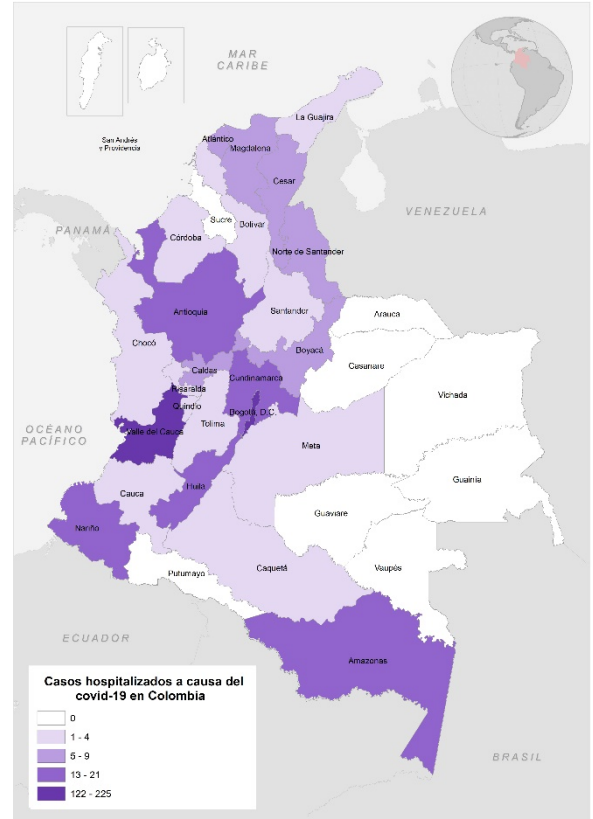 MAR
CARIBE
La Guajira
San Andrés
y Providencia
Atlántico
Magdalena
Cesar
VENEZUELA
PANAMÁ
Sucre
Bolívar
Córdoba
Norte de Santander
Antioquia
Santander
Arauca
Chocó
Boyacá
Casanare
Caldas
Cundinamarca
Risaralda
Vichada
Quindío
Bogotá, D.C.
OCÉANO
PACÍFICO
Valle del Cauca
Tolima
Meta
Guainía
Cauca
Huila
Guaviare
Nariño
Caquetá
Vaupés
Putumayo
ECUADOR
Amazonas
Casos hospitalizados a causa del
covid-19 en Colombia
0
1 - 4
5 - 9
13 - 21
122 - 225
BRASIL